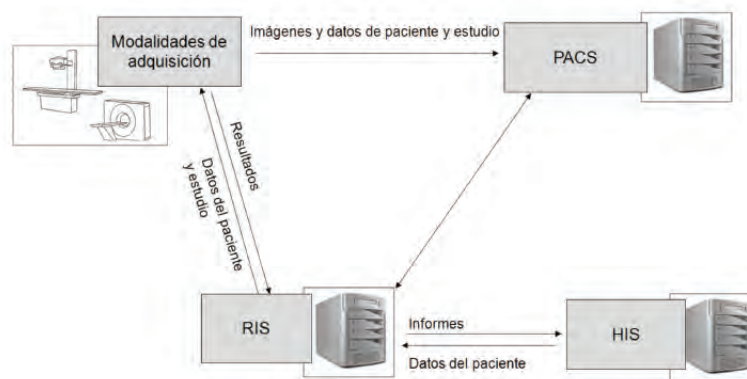 Modalidades de
adquisición
Imágenes y datos de paciente y estudio
PACS
Resultados
Datos del paciente
y estudio
RIS
Informes
Datos del paciente
HIS